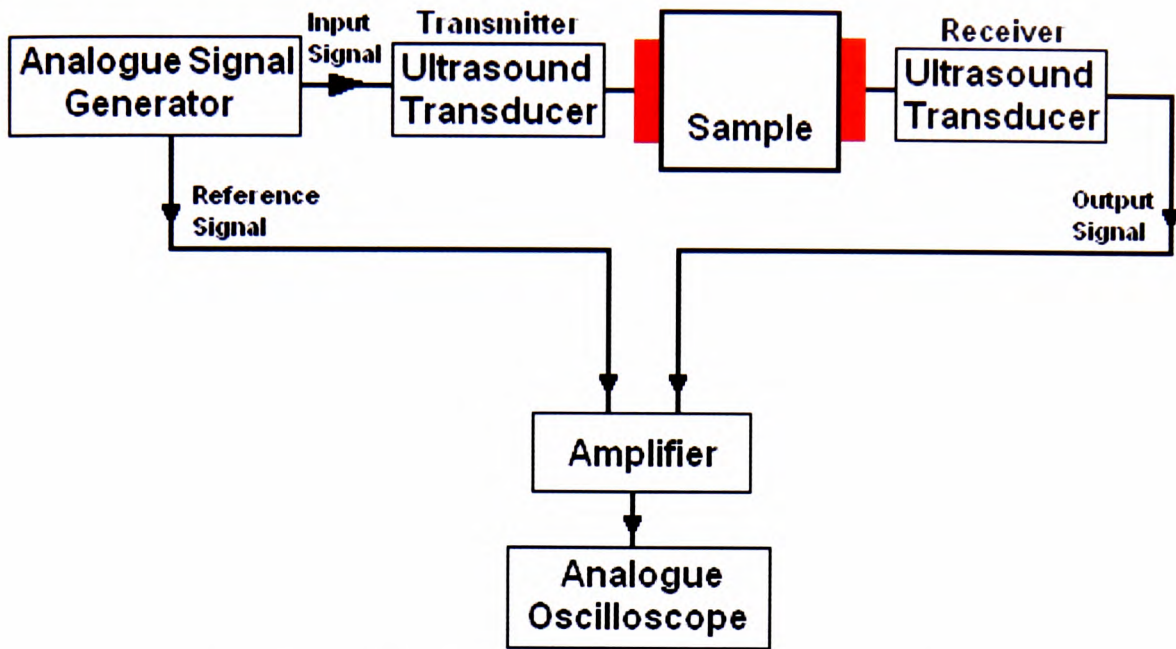 Input
Signal
Transmitter
Receiver
Analogue Signal
Generator
Ultrasound
Transducer
Sample
Ultrasound
Transducer
Reference
Signal
Output
Signal
Amplifier
Analogue
Oscilloscope